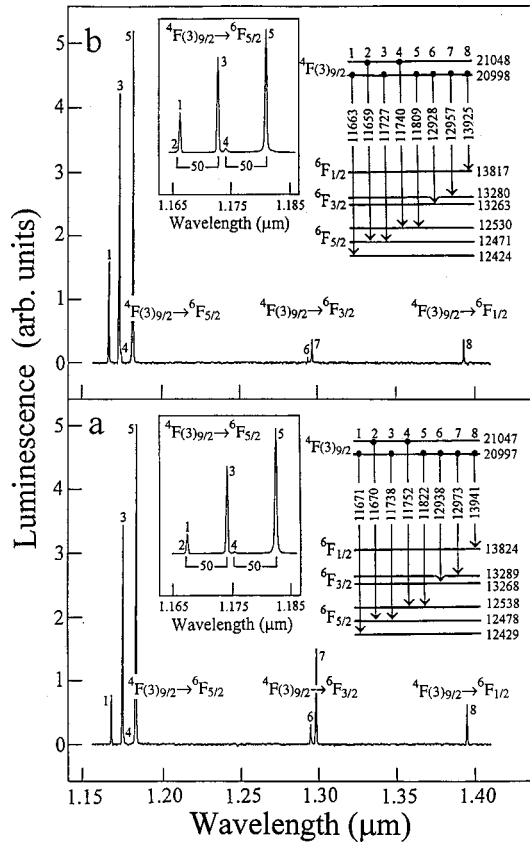 b
5
4
3
2
1
0
1
3
4
5
⁴F(3)₉/₂→⁶F₅/₂
1
2
3
4
5
50
50
1.165 1.175 1.185
Wavelength (μm)
1 2 3 4 5 6 7 8
⁴F(3)₉/₂
21048
20998
11663 11659 11727 11740 11809 12928 12957 13925
⁶F₁/₂
13817
⁶F₃/₂
13280
13263
⁶F₅/₂
12530
12471
12424
⁴F(3)₉/₂→⁶F₅/₂ ⁴F(3)₉/₂→⁶F₃/₂ ⁴F(3)₉/₂→⁶F₁/₂
6 7 8
Luminescence (arb. units)
a
5
4
3
2
1
0
1
3
4
5
⁴F(3)₉/₂→⁶F₅/₂
1
2
3
4
5
50
50
1.165 1.175 1.185
1 2 3 4 5 6 7 8
⁴F(3)₉/₂
21047
20997
11671 11670 11738 11752 11822 12938 12973 13941
⁶F₁/₂
13824
⁶F₃/₂
13289
13268
⁶F₅/₂
12538
12478
12429
⁴F(3)₉/₂→⁶F₅/₂ ⁴F(3)₉/₂→⁶F₃/₂ ⁴F(3)₉/₂→⁶F₁/₂
6 7 8
1.15 1.20 1.25 1.30 1.35 1.40
Wavelength (μm)